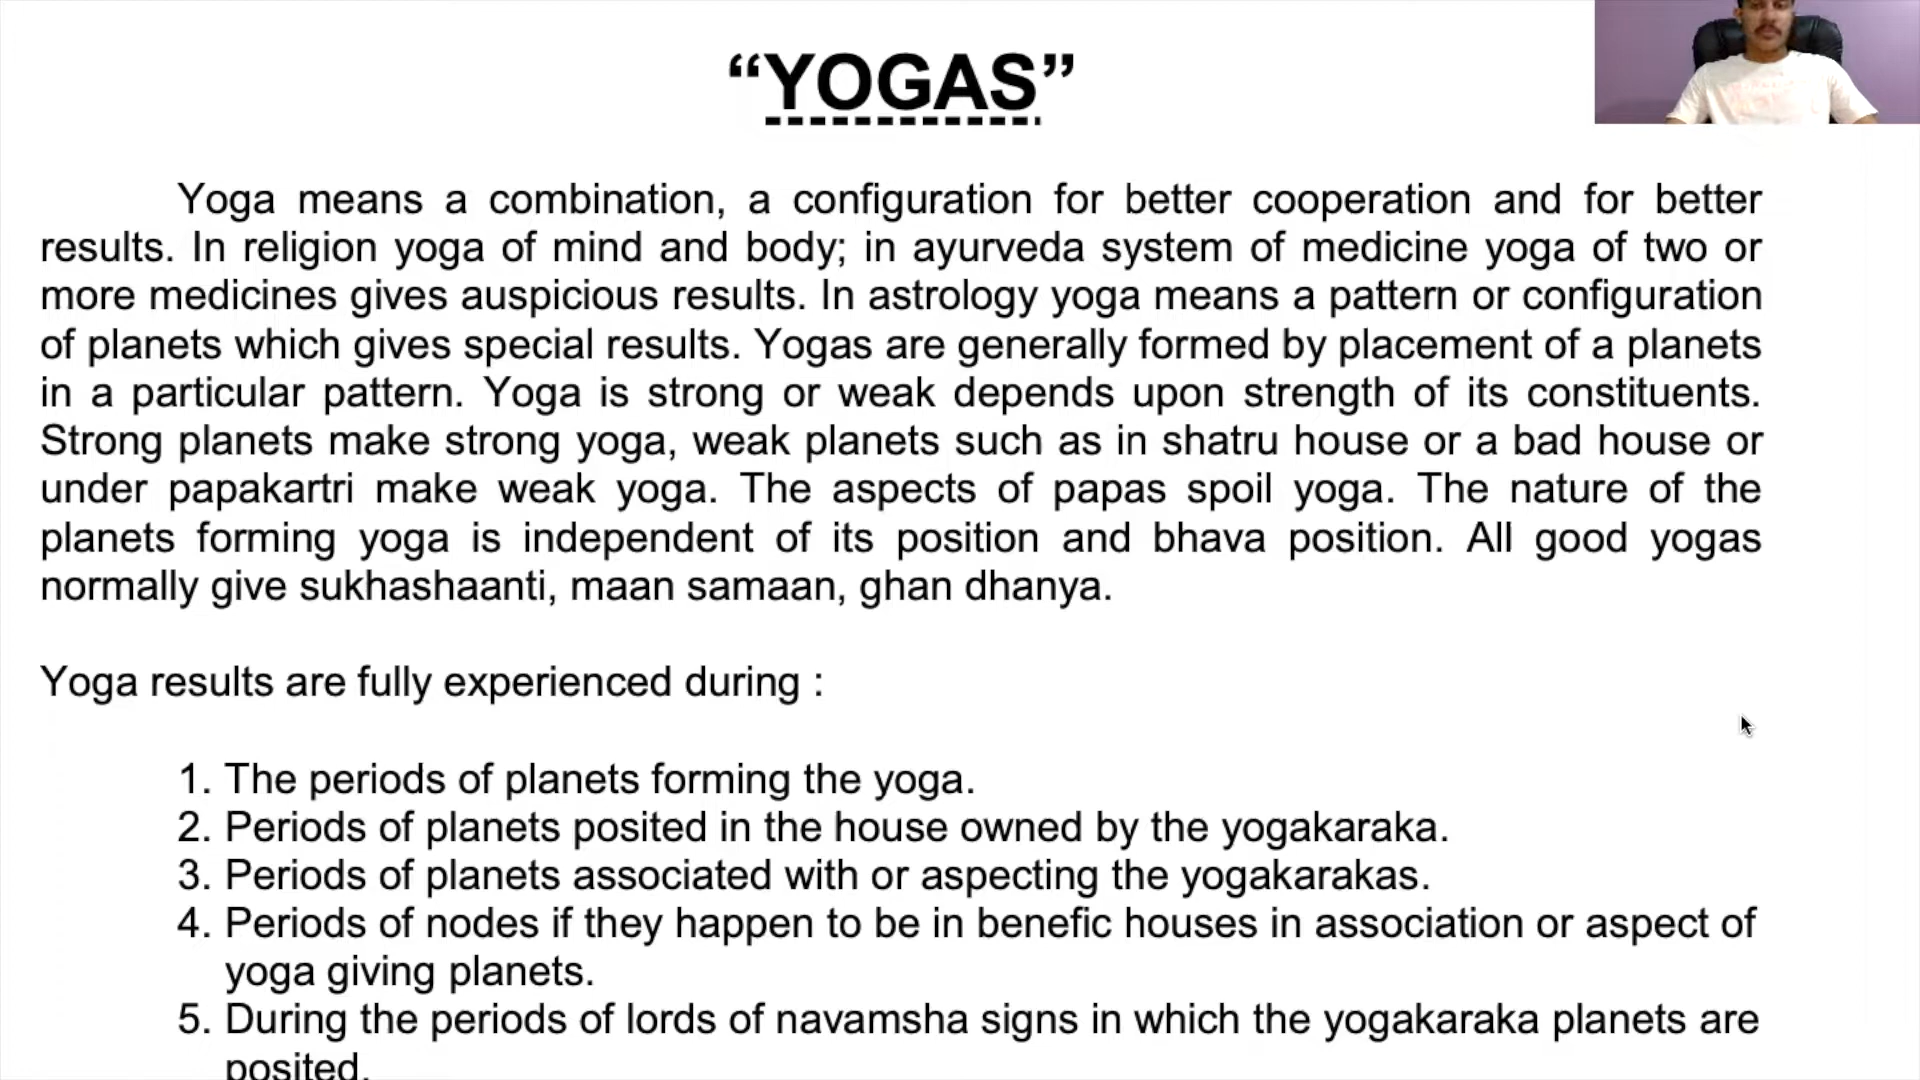 “YOGAS”
Yoga means a combination, a configuration for better cooperation and for better
results. In religion yoga of mind and body; in ayurveda system of medicine yoga of two or
more medicines gives auspicious results. In astrology yoga means a pattern or configuration
of planets which gives special results. Yogas are generally formed by placement of a planets
in a particular pattern. Yoga is strong or weak depends upon strength of its constituents.
Strong planets make strong yoga, weak planets such as in shatru house or a bad house or
under papakartri make weak yoga. The aspects of papas spoil yoga. The nature of the
planets forming yoga is independent of its position and bhava position. All good yogas
normally give sukhashaanti, maan samaan, ghan dhanya.
Yoga results are fully experienced during :
1. The periods of planets forming the yoga.
2. Periods of planets posited in the house owned by the yogakaraka.
3. Periods of planets associated with or aspecting the yogakarakas.
4. Periods of nodes if they happen to be in benefic houses in association or aspect of
yoga giving planets.
5. During the periods of lords of navamsha signs in which the yogakaraka planets are
posited.